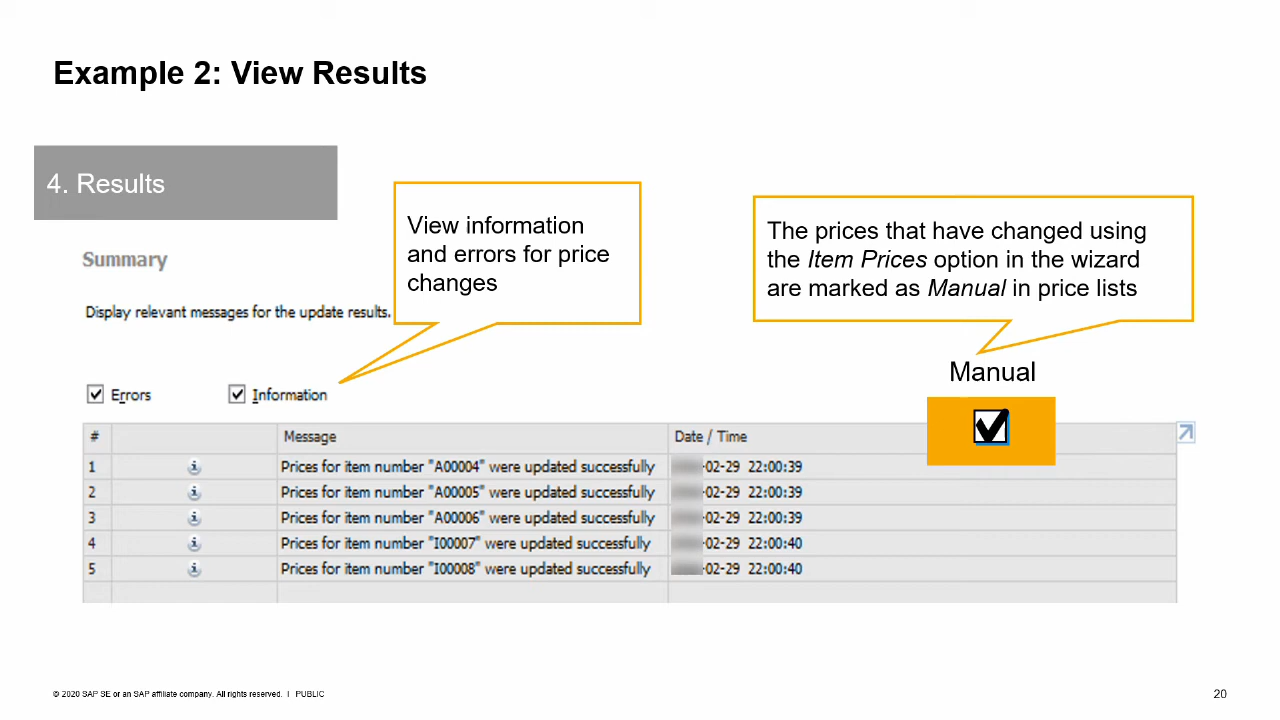 Example 2: View Results
4. Results
View information
and errors for price
changes
The prices that have changed using
the Item Prices option in the wizard
are marked as Manual in price lists
Summary
Display relevant messages for the update results.
Manual
Errors Information
# Message Date / Time
1 Prices for item number "A00004" were updated successfully -02-29 22:00:39
2 Prices for item number "A00005" were updated successfully -02-29 22:00:39
3 Prices for item number "A00006" were updated successfully -02-29 22:00:39
4 Prices for item number "I00007" were updated successfully -02-29 22:00:40
5 Prices for item number "I00008" were updated successfully -02-29 22:00:40
© 2020 SAP SE or an SAP affiliate company. All rights reserved. I PUBLIC
20